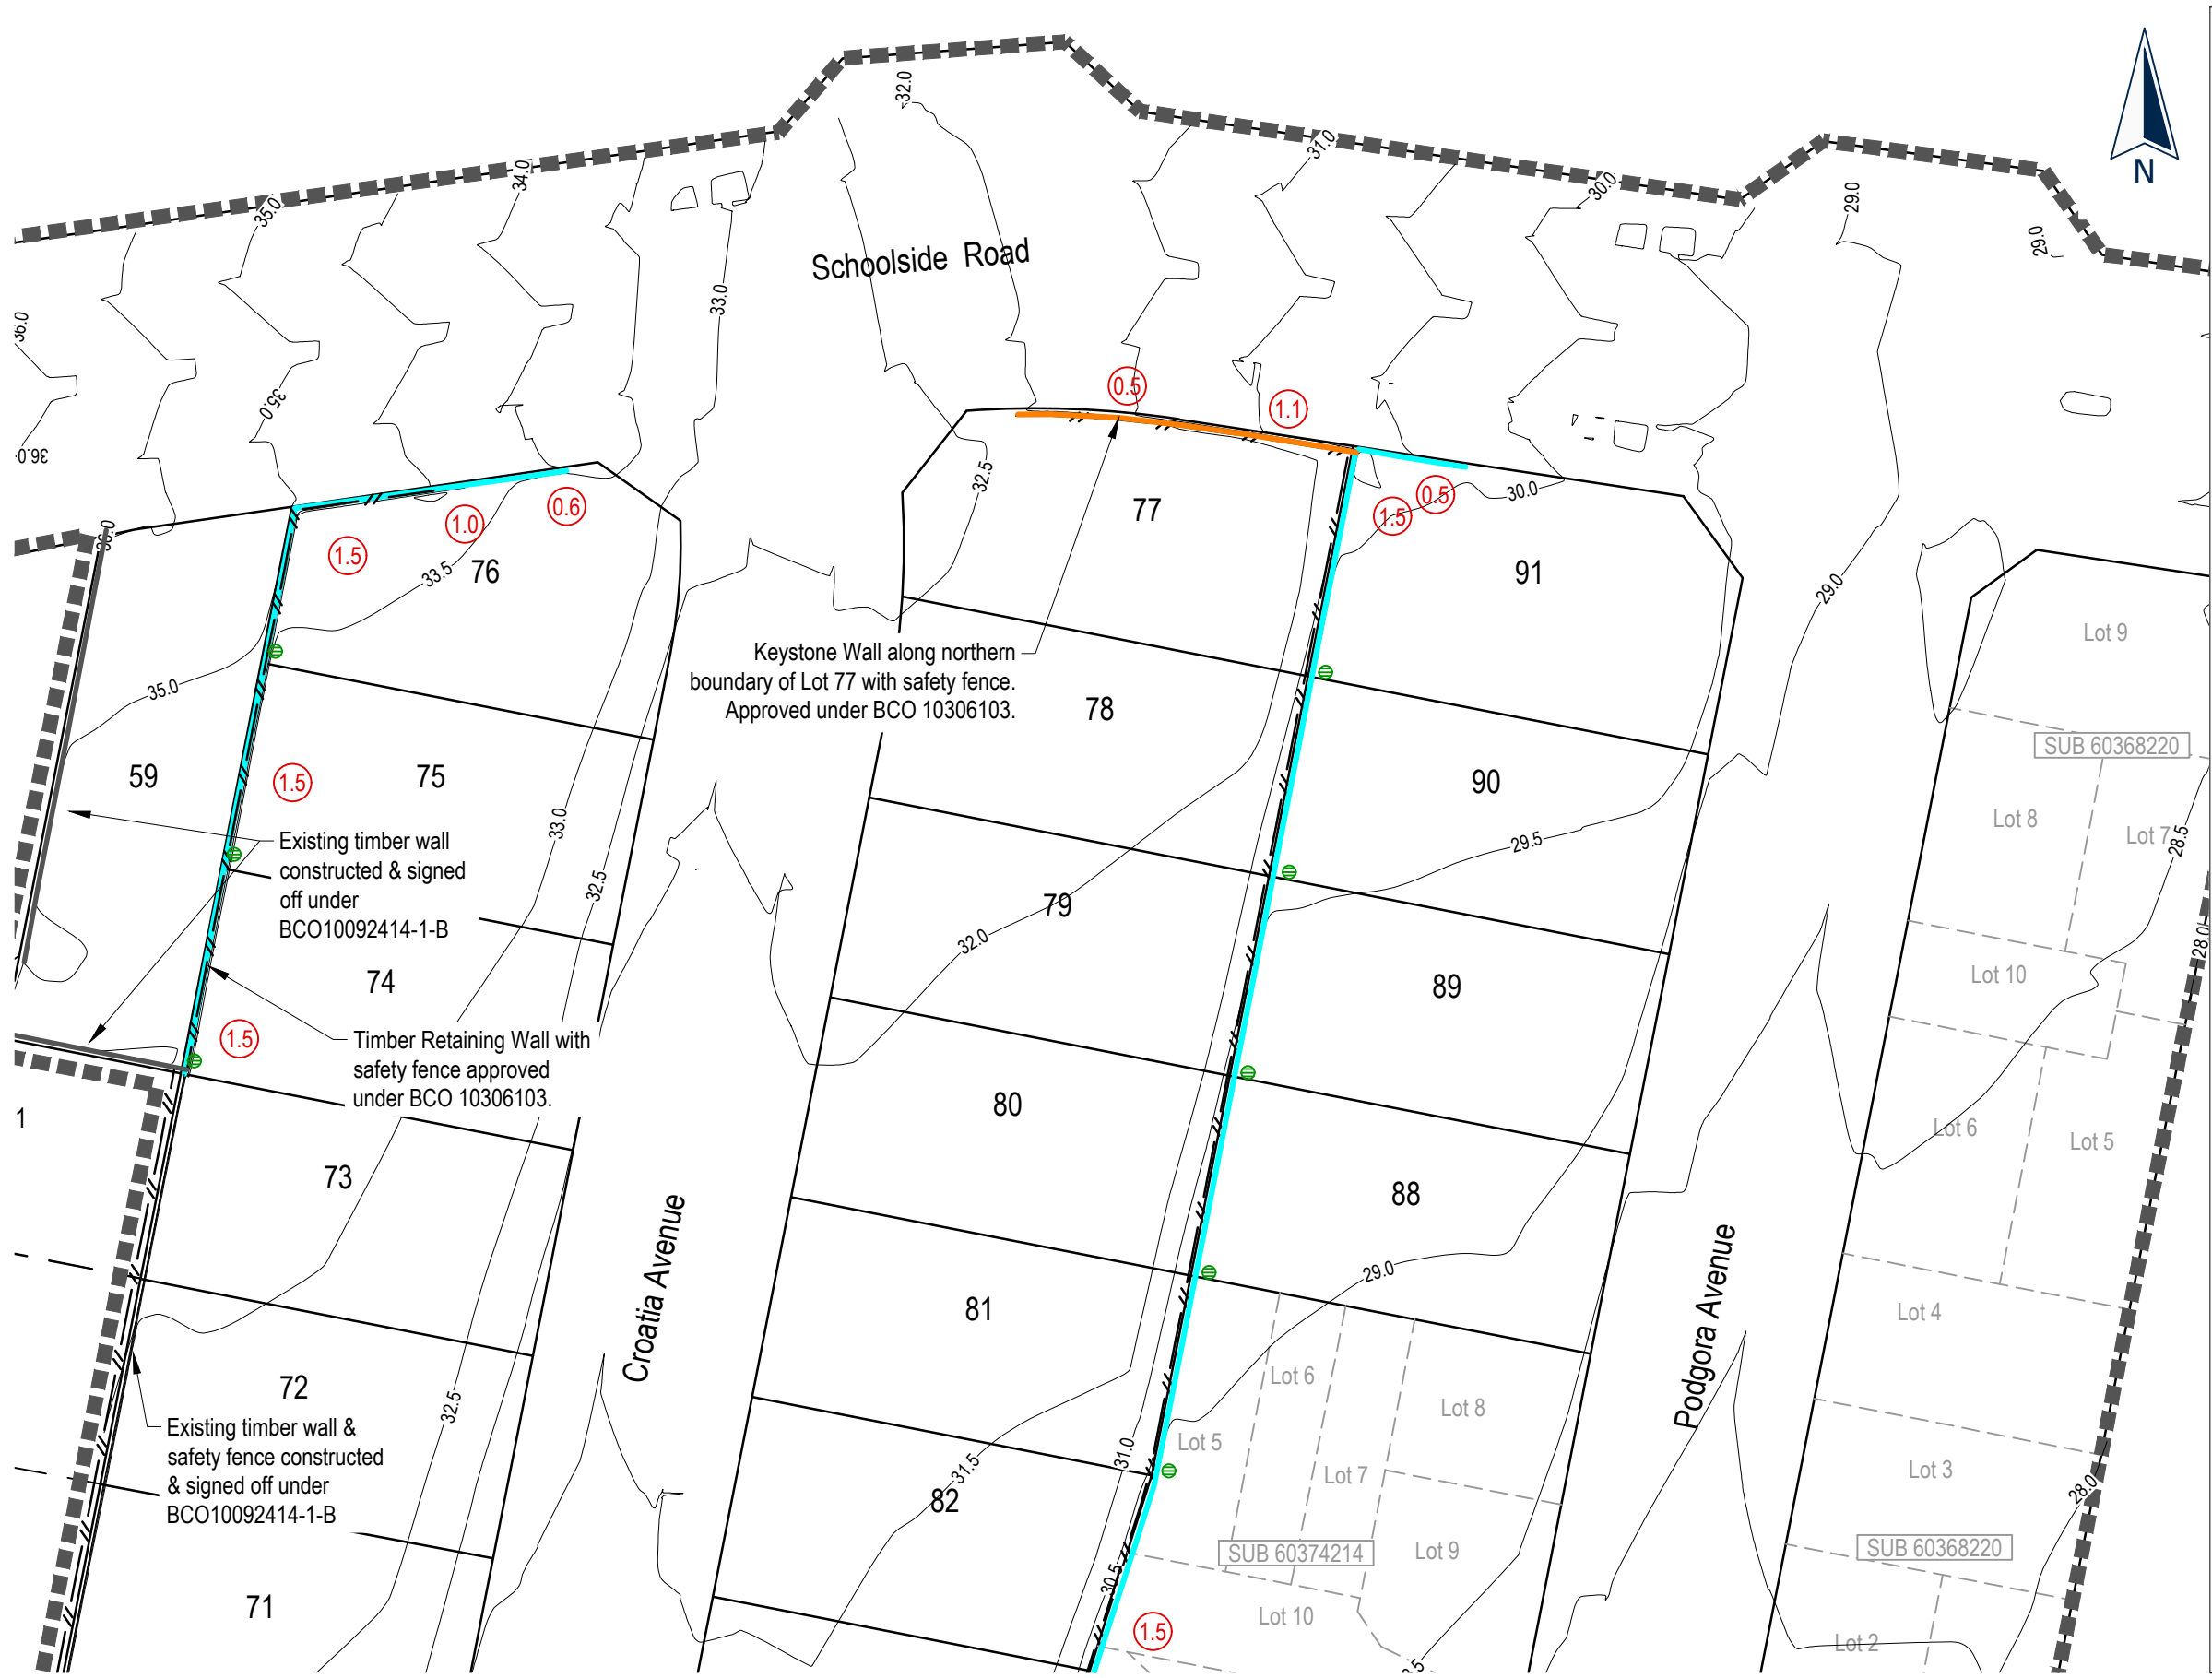 32.0
31.0
34.0
35.0
30.0
29.0
29.0
N
Schoolside Road
33.0
36.0
35.0
36.0
0.5
1.1
32.5
77
30.0
0.5
1.5
1.0
0.6
1.5
33.5
76
36.0
91
29.0
Lot 9
Keystone Wall along northern
boundary of Lot 77 with safety fence.
Approved under BCO 10306103.
35.0
78
SUB 60368220
59
1.5
75
90
33.0
Lot 8
Lot 7
28.5
29.5
Existing timber wall
constructed & signed
off under
BCO10092414-1-B
32.5
79
32.0
28.0
74
89
Lot 10
1.5
Timber Retaining Wall with
safety fence approved
under BCO 10306103.
1
80
Lot 6
Lot 5
73
88
Croatia Avenue
Podgora Avenue
29.0
81
Lot 4
72
32.5
Lot 6
Lot 8
Existing timber wall &
safety fence constructed
& signed off under
BCO10092414-1-B
31.0
Lot 5
Lot 7
31.5
82
Lot 3
28.0
SUB 60374214
Lot 9
SUB 60368220
30.5
71
1.5
Lot 10
Lot 2